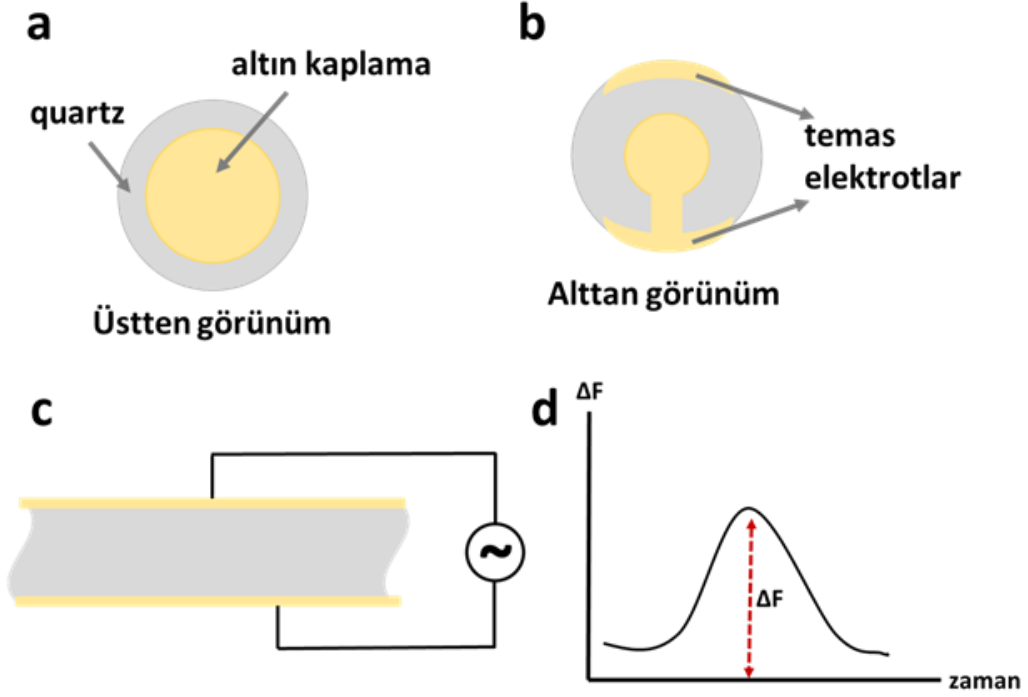 a
altın kaplama
quartz
Üstten görünüm
b
temas
elektrotlar
Alttan görünüm
c
~
d
ΔF
ΔF
zaman